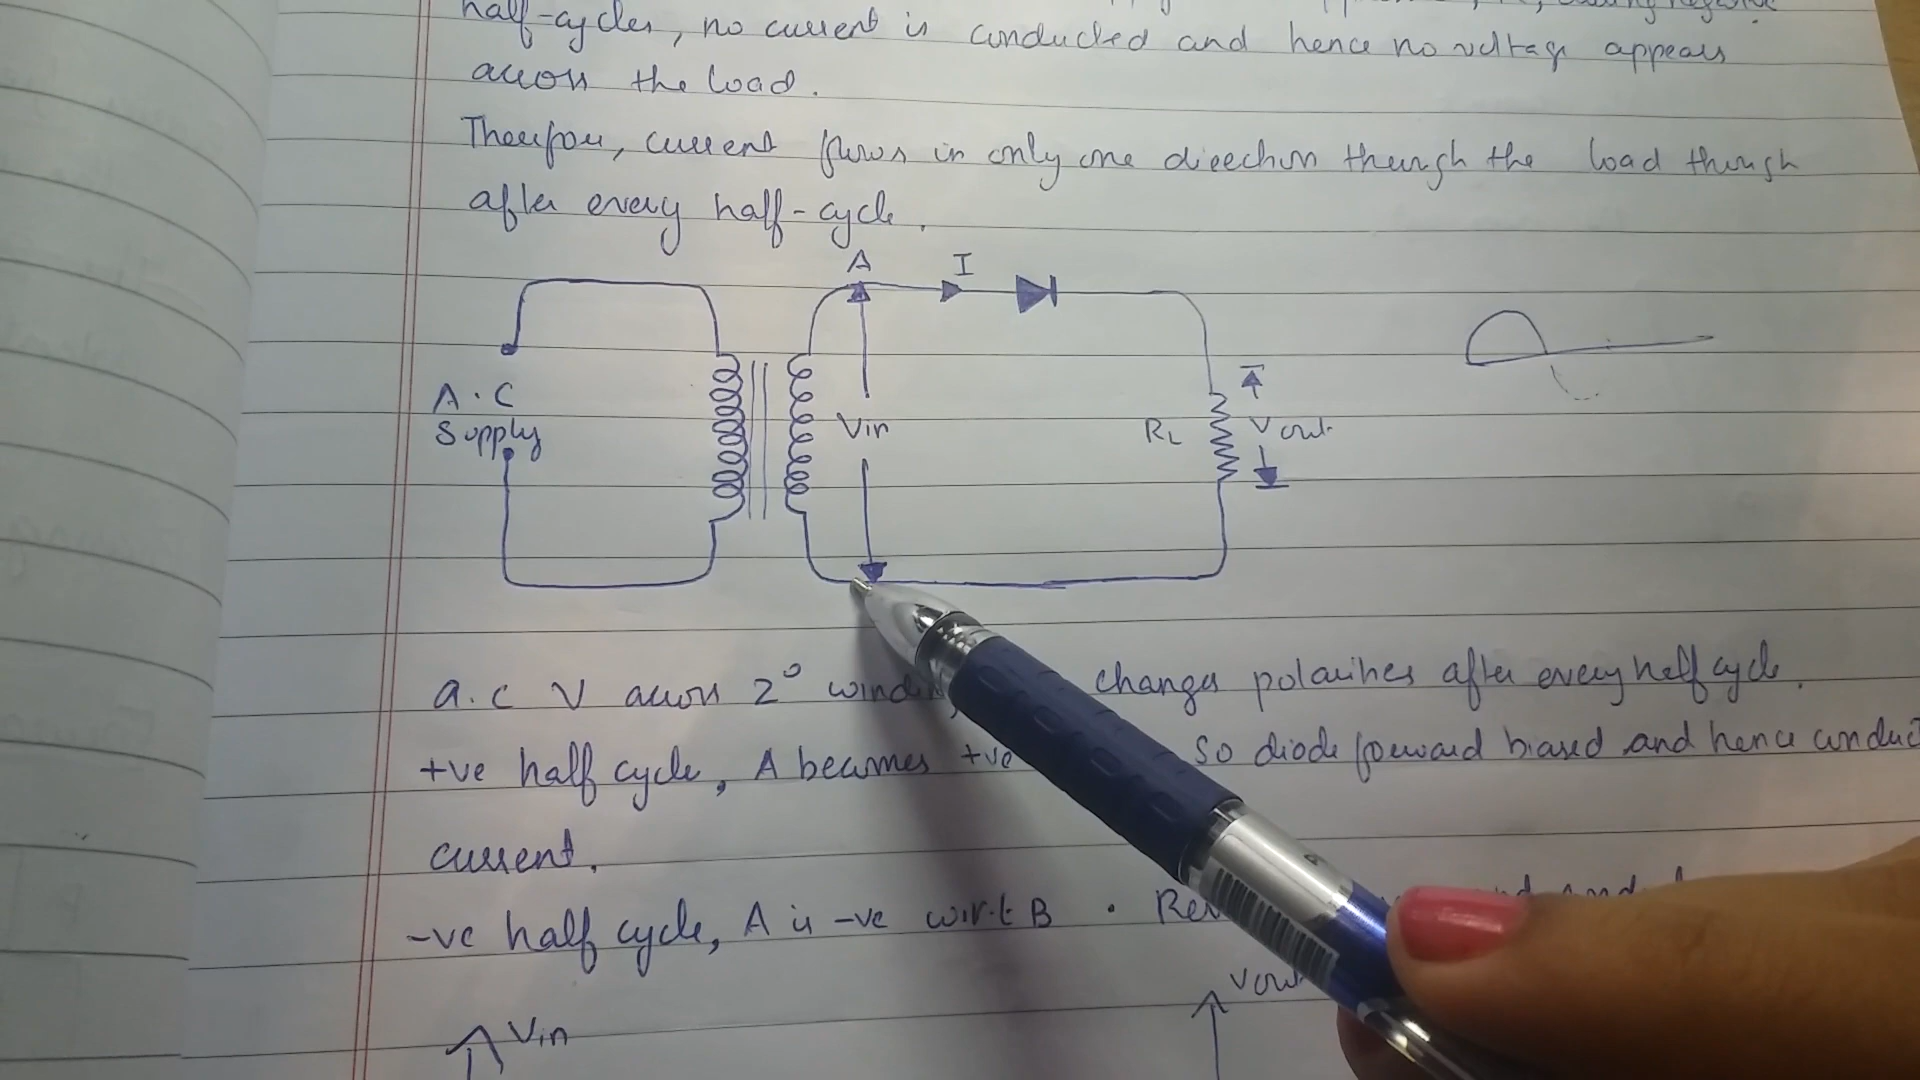 half-cycles, no current is conducted and hence no voltage appears
across the load.
Therefore, current flows in only one direction through the load though
after every half-cycle.
A I
A.C
Supply
Vin
RL
Vout
a.c V across 2° changes polarities after every half cycle.
+ve half cycle, A becomes +ve So diode forward biased and hence conduct
current.
-ve half cycle, A is -ve w.r.t B .
Vout
Vin